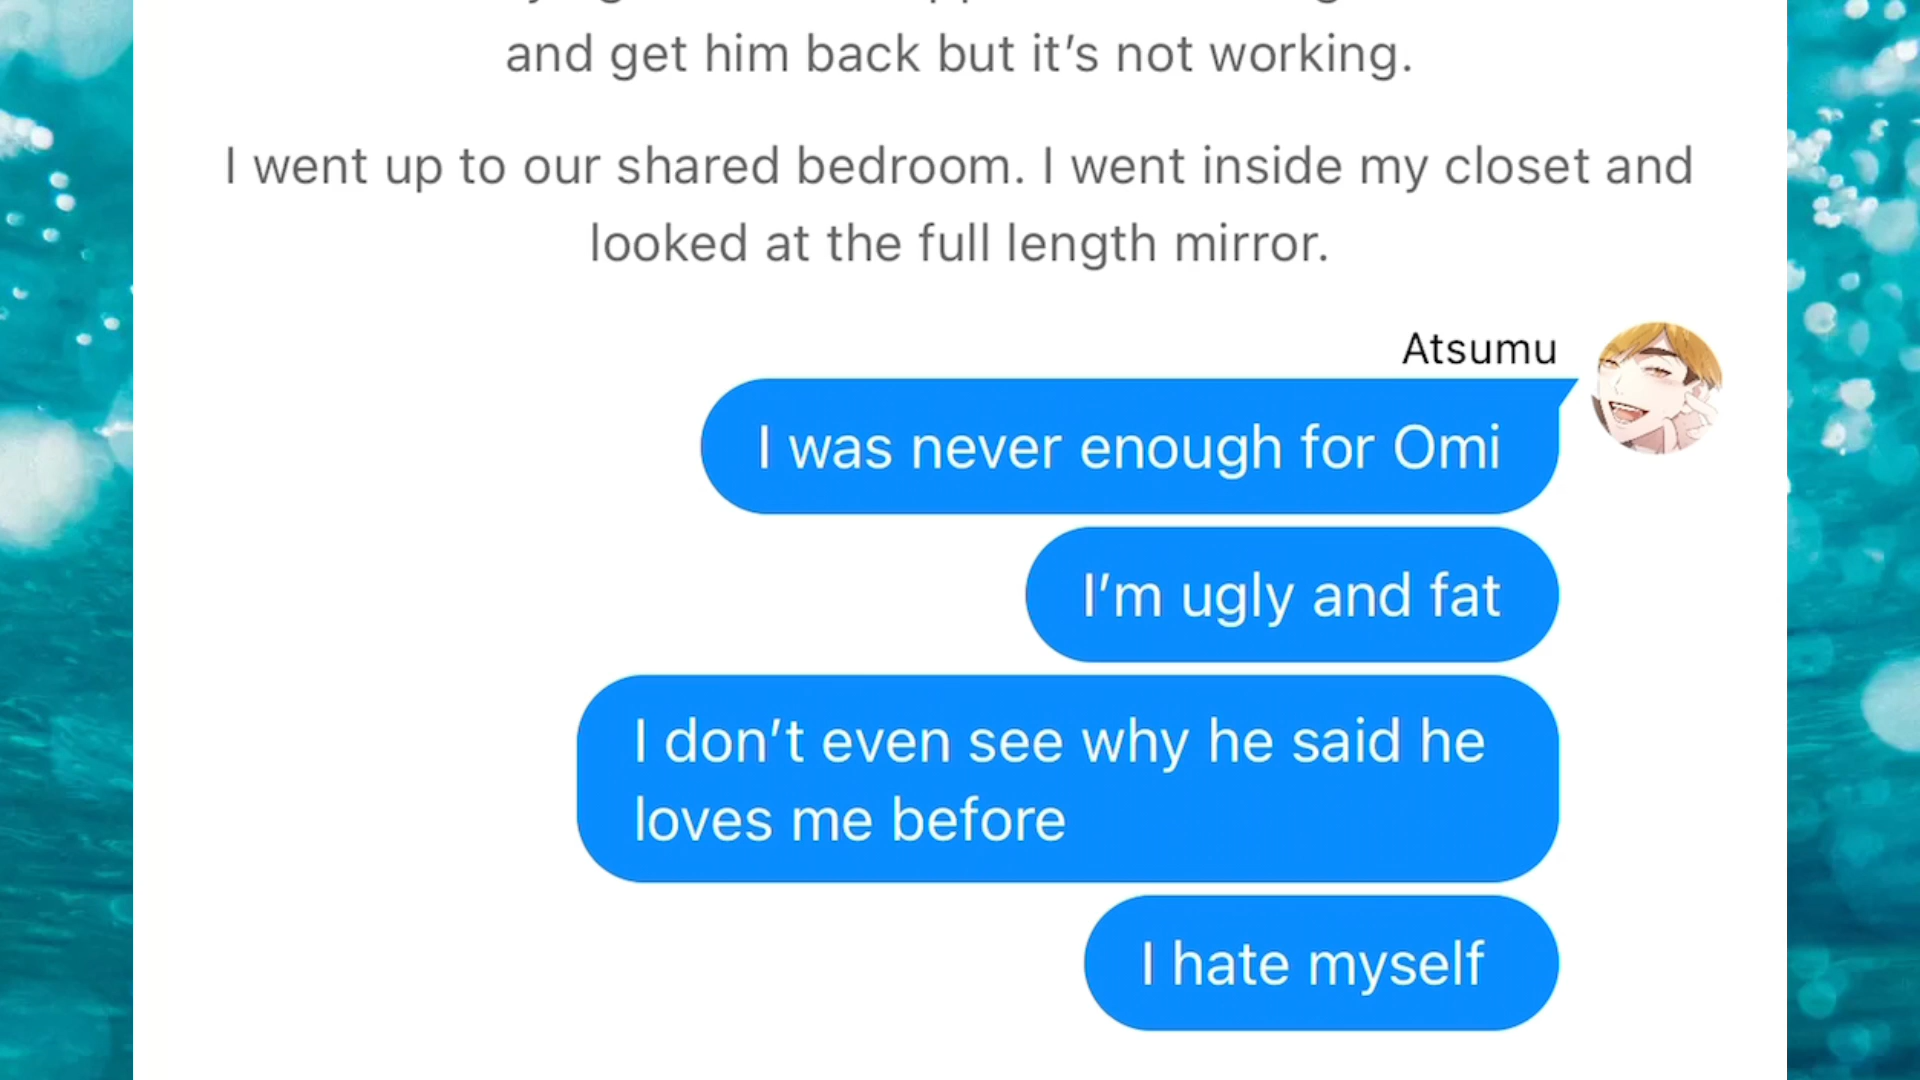 and get him back but it’s not working.
I went up to our shared bedroom. I went inside my closet and
looked at the full length mirror.
Atsumu
I was never enough for Omi
I’m ugly and fat
I don’t even see why he said he
loves me before
I hate myself